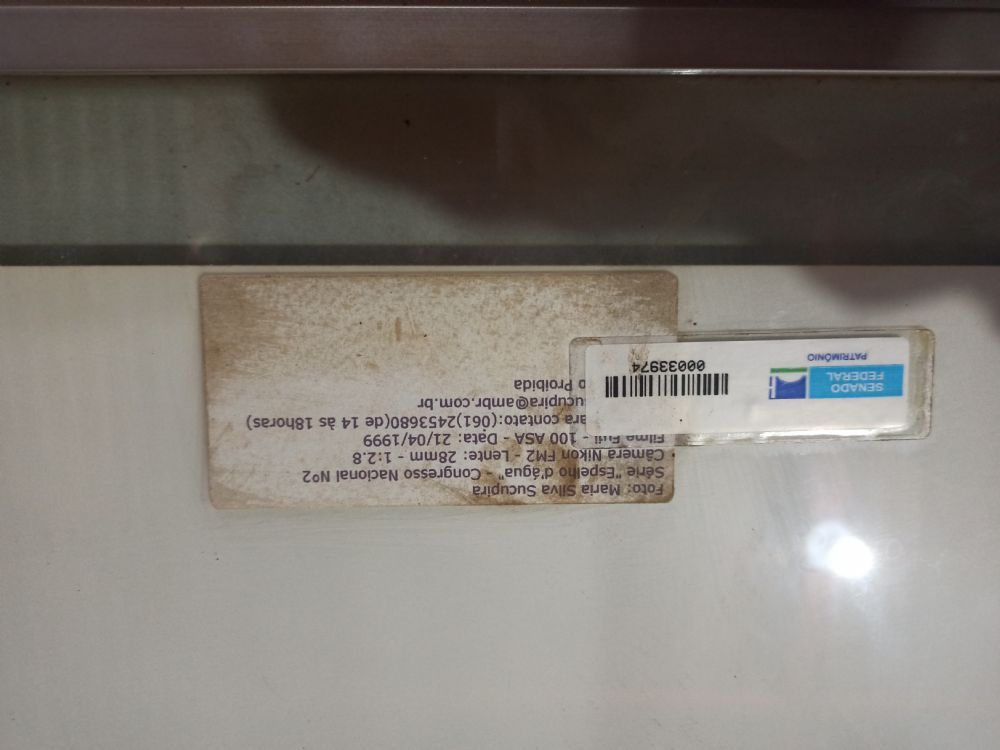 Foto: Maria Silva Sucupira
Série "Espelho d'água" - Congresso Nacional Nº2
Câmera Nikon FM2 - Lente: 28mm - 1:2.8
Filme Fuji - 100 ASA - Data: 21/04/1999
ara contato:(061)2453680(de 14 às 18horas)
ucupira@ambr.com.br
o Proibida
SENADO
FEDERAL
PATRIMÔNIO
00033974